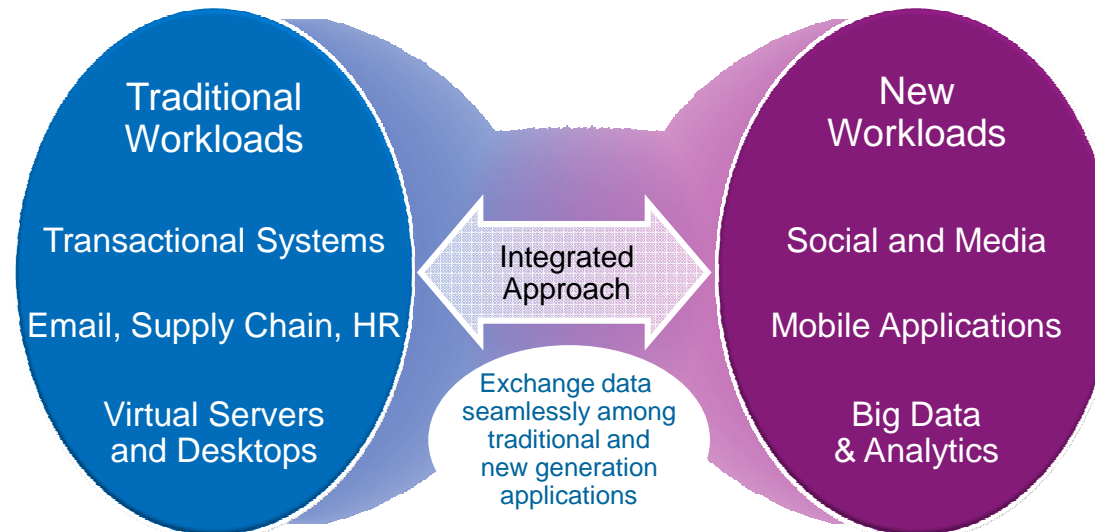 Traditional
Workloads
Transactional Systems
Email, Supply Chain, HR
Virtual Servers
and Desktops
Integrated
Approach
Exchange data
seamlessly among
traditional and
new generation
applications
New
Workloads
Social and Media
Mobile Applications
Big Data
& Analytics